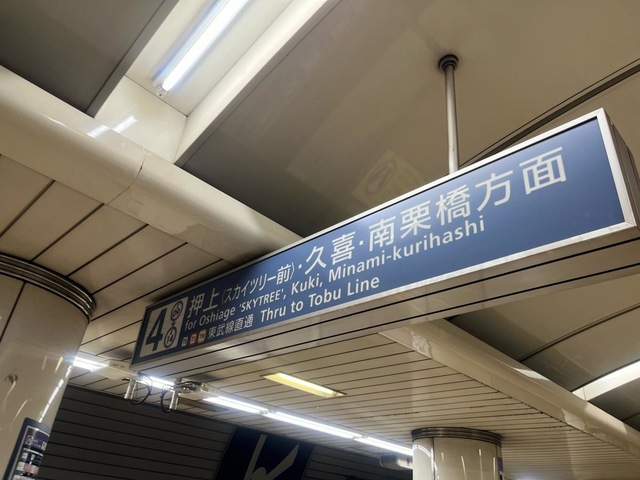 4
押上〈スカイツリー前〉・久喜・南栗橋方面
for Oshiage 'SKYTREE', Kuki, Minami-kurihashi
東武線直通 Thru to Tobu Line